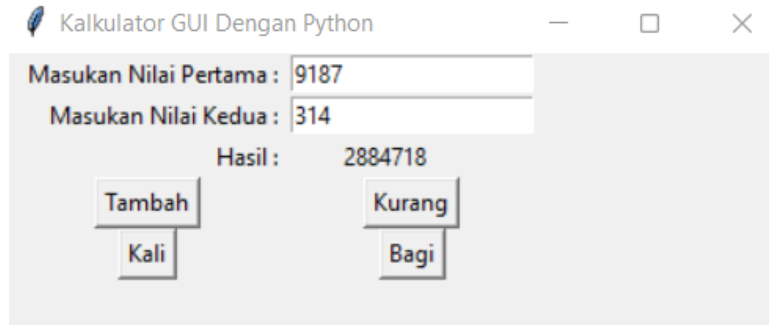 Kalkulator GUI Dengan Python
Masukan Nilai Pertama : 9187
Masukan Nilai Kedua : 314
Hasil : 2884718
Tambah Kurang
Kali Bagi